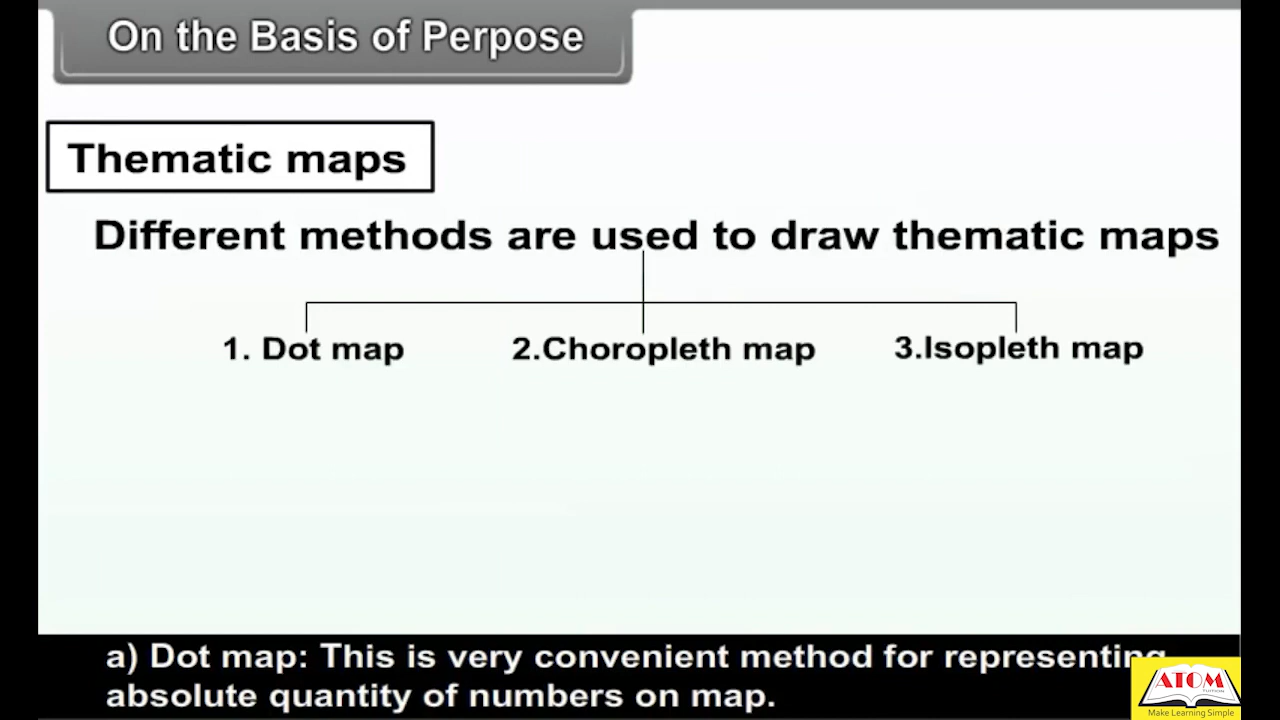 On the Basis of Perpose
Thematic maps
Different methods are used to draw thematic maps
1. Dot map 2.Choropleth map 3.Isopleth map
a) Dot map: This is very convenient method for representing
absolute quantity of numbers on map.
ATOM
TUITION
Make Learning Simple